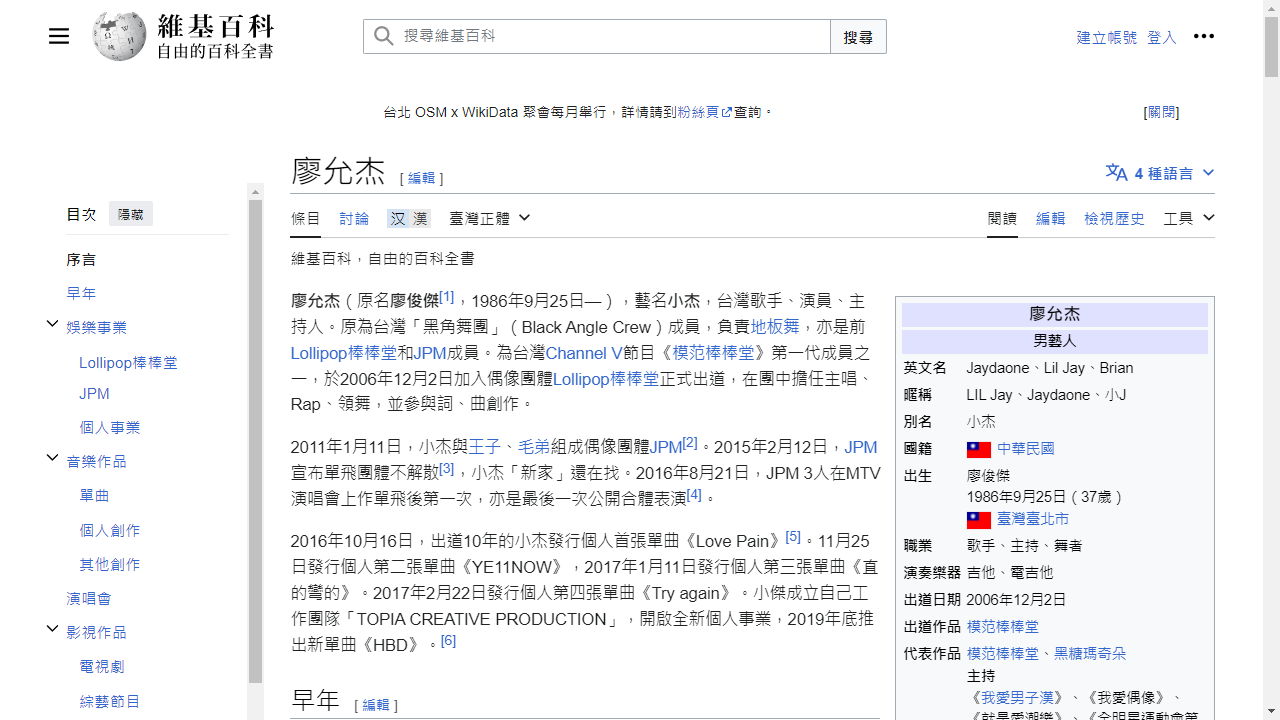 維基百科
自由的百科全書
搜尋維基百科
搜尋
建立帳號 登入
台北 OSM x WikiData 聚會每月舉行，詳情請到粉絲頁查詢。
[關閉]
廖允杰 [ 編輯 ]
4 種語言
目次 隱藏
序言
早年
娛樂事業
Lollipop棒棒堂
JPM
個人事業
音樂作品
單曲
個人創作
其他創作
演唱會
影視作品
電視劇
綜藝節目
條目 討論 汉 漢 臺灣正體
閱讀 編輯 檢視歷史 工具
維基百科，自由的百科全書
廖允杰（原名廖俊傑[1]，1986年9月25日—），藝名小杰，台灣歌手、演員、主
持人。原為台灣「黑角舞團」（Black Angle Crew）成員，負責地板舞，亦是前
Lollipop棒棒堂和JPM成員。為台灣Channel V節目《模范棒棒堂》第一代成員之
一，於2006年12月2日加入偶像團體Lollipop棒棒堂正式出道，在團中擔任主唱、
Rap、領舞，並參與詞、曲創作。
2011年1月11日，小杰與王子、毛弟組成偶像團體JPM[2]。2015年2月12日，JPM
宣布單飛團體不解散[3]，小杰「新家」還在找。2016年8月21日，JPM 3人在MTV
演唱會上作單飛後第一次，亦是最後一次公開合體表演[4]。
2016年10月16日，出道10年的小杰發行個人首張單曲《Love Pain》[5]。11月25
日發行個人第二張單曲《YE11NOW》，2017年1月11日發行個人第三張單曲《直
的彎的》。2017年2月22日發行個人第四張單曲《Try again》。小傑成立自己工
作團隊「TOPIA CREATIVE PRODUCTION」，開啟全新個人事業，2019年底推
出新單曲《HBD》。[6]
早年 [ 編輯 ]
廖允杰
男藝人
英文名 Jaydaone、Lil Jay、Brian
暱稱 LIL Jay、Jaydaone、小J
別名 小杰
國籍 中華民國
出生 廖俊傑
1986年9月25日（37歲）
臺灣臺北市
職業 歌手、主持、舞者
演奏樂器 吉他、電吉他
出道日期 2006年12月2日
出道作品 模范棒棒堂
代表作品 模范棒棒堂、黑糖瑪奇朵
主持
《我愛男子漢》、《我愛偶像》、
《就是愛潮樂》、《全明星運動會第